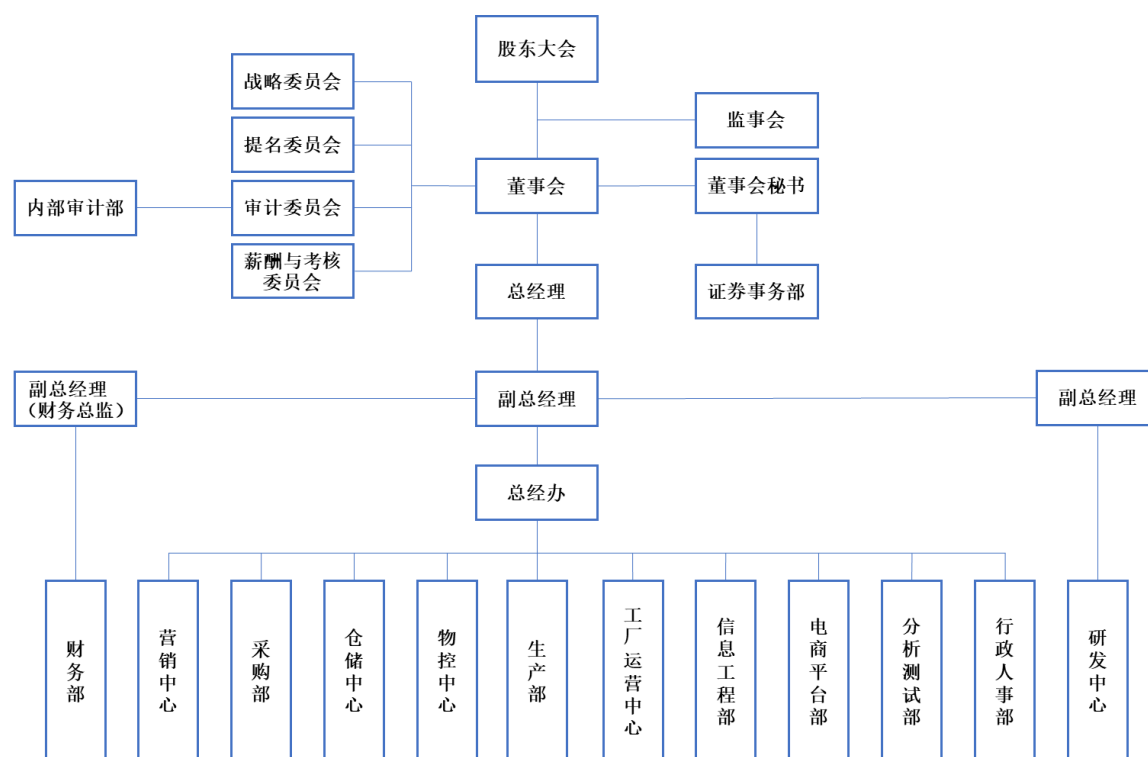 股东大会
战略委员会
监事会
提名委员会
董事会
董事会秘书
内部审计部
审计委员会
薪酬与考核
委员会
总经理
证券事务部
副总经理
（财务总监）
副总经理
副总经理
总经办
财务部
营销中心
采购部
仓储中心
物控中心
生产部
工厂运营中心
信息工程部
电商平台部
分析测试部
行政人事部
研发中心